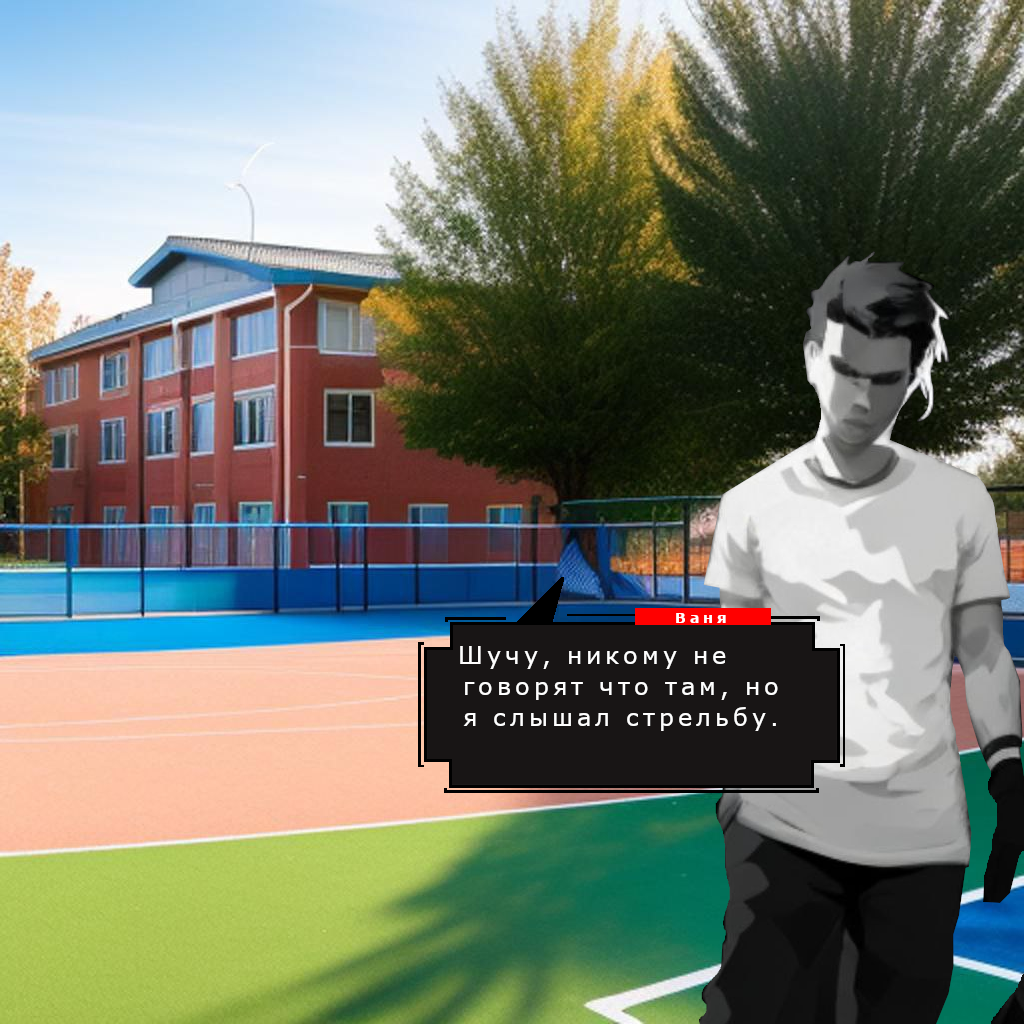 Ваня
Шучу, никому не
говорят что там, но
я слышал стрельбу.